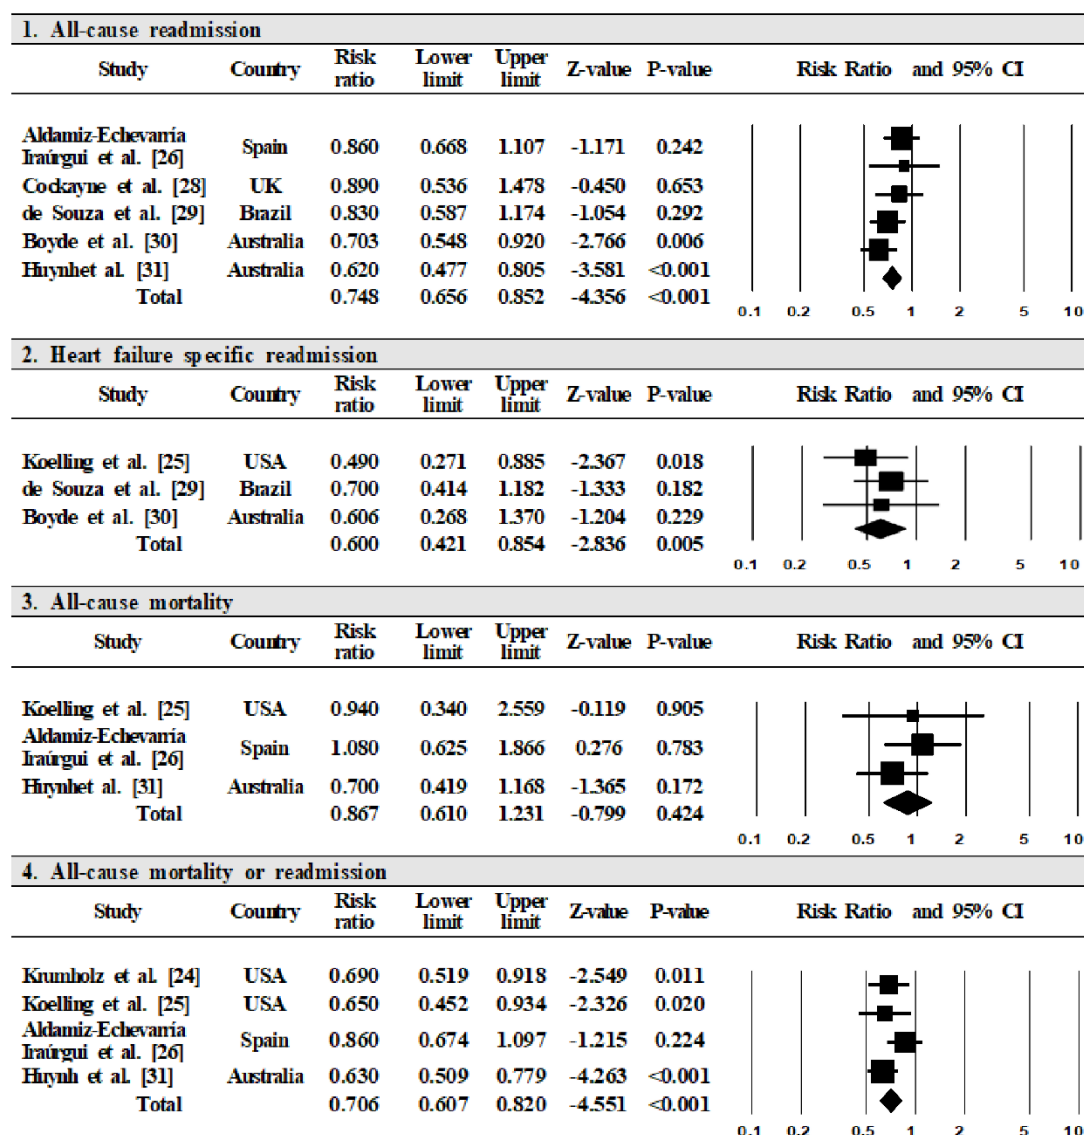 1. All-cause readmission
Study Country Risk ratio Lower limit Upper limit Z-value P-value Risk Ratio and 95% CI
Aldamiz-Echevarría
Iraúrgui et al. [26] Spain 0.860 0.668 1.107 -1.171 0.242
Cockayne et al. [28] UK 0.890 0.536 1.478 -0.450 0.653
de Souza et al. [29] Brazil 0.830 0.587 1.174 -1.054 0.292
Boyde et al. [30] Australia 0.703 0.548 0.920 -2.766 0.006
Huynhet al. [31] Australia 0.620 0.477 0.805 -3.581 <0.001
Total 0.748 0.656 0.852 -4.356 <0.001
0.1 0.2 0.5 1 2 5 10
2. Heart failure specific readmission
Study Country Risk ratio Lower limit Upper limit Z-value P-value Risk Ratio and 95% CI
Koelling et al. [25] USA 0.490 0.271 0.885 -2.367 0.018
de Souza et al. [29] Brazil 0.700 0.414 1.182 -1.333 0.182
Boyde et al. [30] Australia 0.606 0.268 1.370 -1.204 0.229
Total 0.600 0.421 0.854 -2.836 0.005
0.1 0.2 0.5 1 2 5 10
3. All-cause mortality
Study Country Risk ratio Lower limit Upper limit Z-value P-value Risk Ratio and 95% CI
Koelling et al. [25] USA 0.940 0.340 2.559 -0.119 0.905
Aldamiz-Echevarría
Iraúrgui et al. [26] Spain 1.080 0.625 1.866 0.276 0.783
Huynhet al. [31] Australia 0.700 0.419 1.168 -1.365 0.172
Total 0.867 0.610 1.231 -0.799 0.424
0.1 0.2 0.5 1 2 5 10
4. All-cause mortality or readmission
Study Country Risk ratio Lower limit Upper limit Z-value P-value Risk Ratio and 95% CI
Krumholz et al. [24] USA 0.690 0.519 0.918 -2.549 0.011
Koelling et al. [25] USA 0.650 0.452 0.934 -2.326 0.020
Aldamiz-Echevarría
Iraúrgui et al. [26] Spain 0.860 0.674 1.097 -1.215 0.224
Huynh et al. [31] Australia 0.630 0.509 0.779 -4.263 <0.001
Total 0.706 0.607 0.820 -4.551 <0.001
0.1 0.2 0.5 1 2 5 10